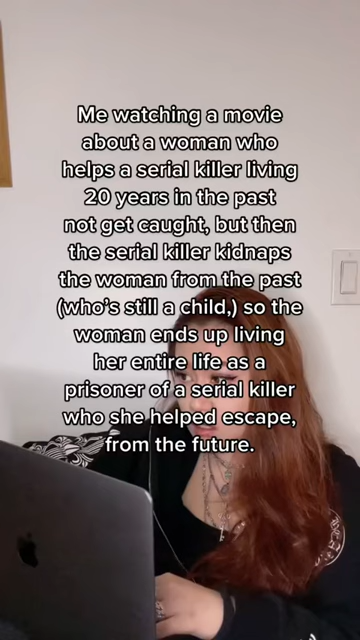 Me watching a movie
about a woman who
helps a serial killer living
20 years in the past
not get caught, but then
the serial killer kidnaps
the woman from the past
(who's still a child,) so the
woman ends up living
her entire life as a
prisoner of a serial killer
who she helped escape,
from the future.